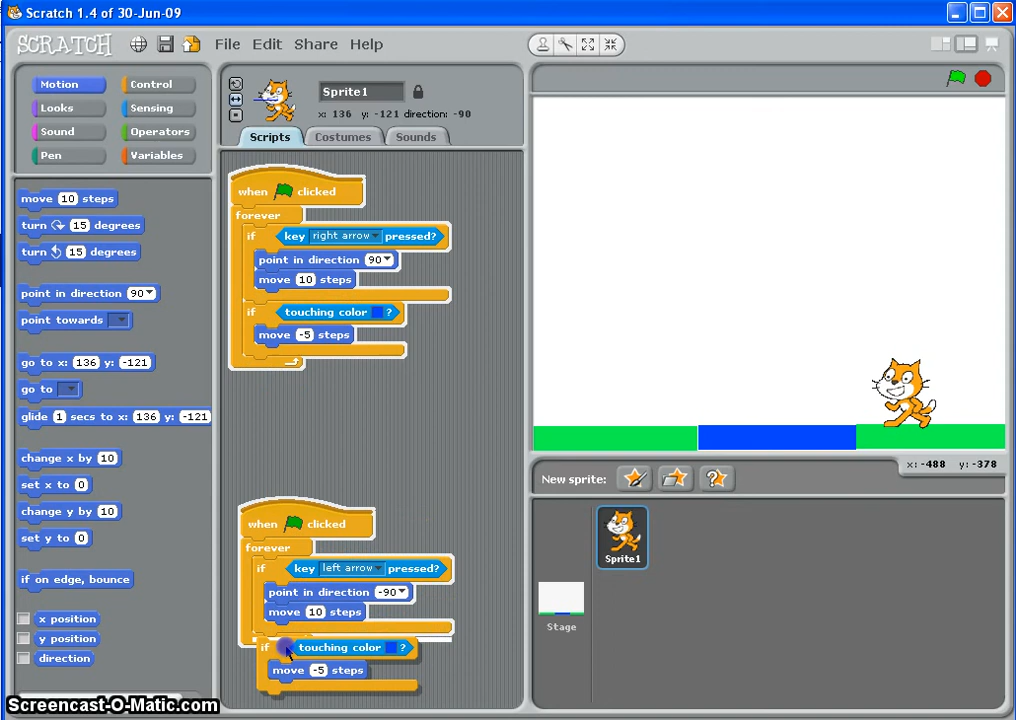 Scratch 1.4 of 30-Jun-09
SCRATCH File Edit Share Help
Motion Control
Looks Sensing
Sound Operators
Pen Variables
move 10 steps
turn 15 degrees
turn 15 degrees
point in direction 90
point towards
go to x: 136 y: -121
go to
glide 1 secs to x: 136 y: -121
change x by 10
set x to 0
change y by 10
set y to 0
if on edge, bounce
x position
y position
direction
Sprite1
x: 136 y: -121 direction: -90
Scripts Costumes Sounds
when clicked
forever
if key right arrow pressed?
point in direction 90
move 10 steps
if touching color ?
move -5 steps
when clicked
forever
if key left arrow pressed?
point in direction -90
move 10 steps
if touching color ?
move -5 steps
x: -488 y: -378
New sprite:
Sprite1
Stage
Screencast-O-Matic.com